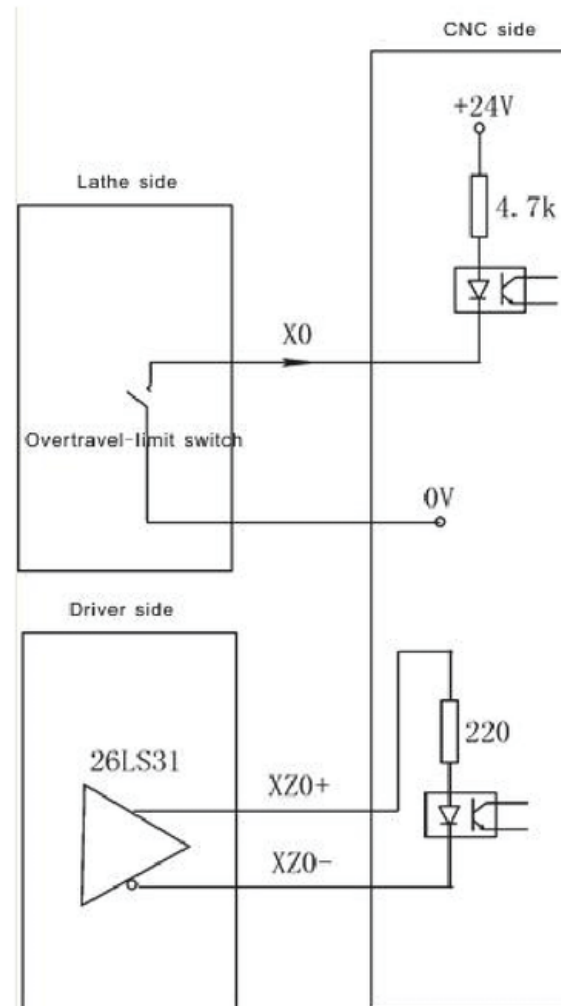 CNC side
+24V
Lathe side
4.7k
X0
Overtravel-limit switch
0V
Driver side
220
26LS31
XZ0+
XZ0-